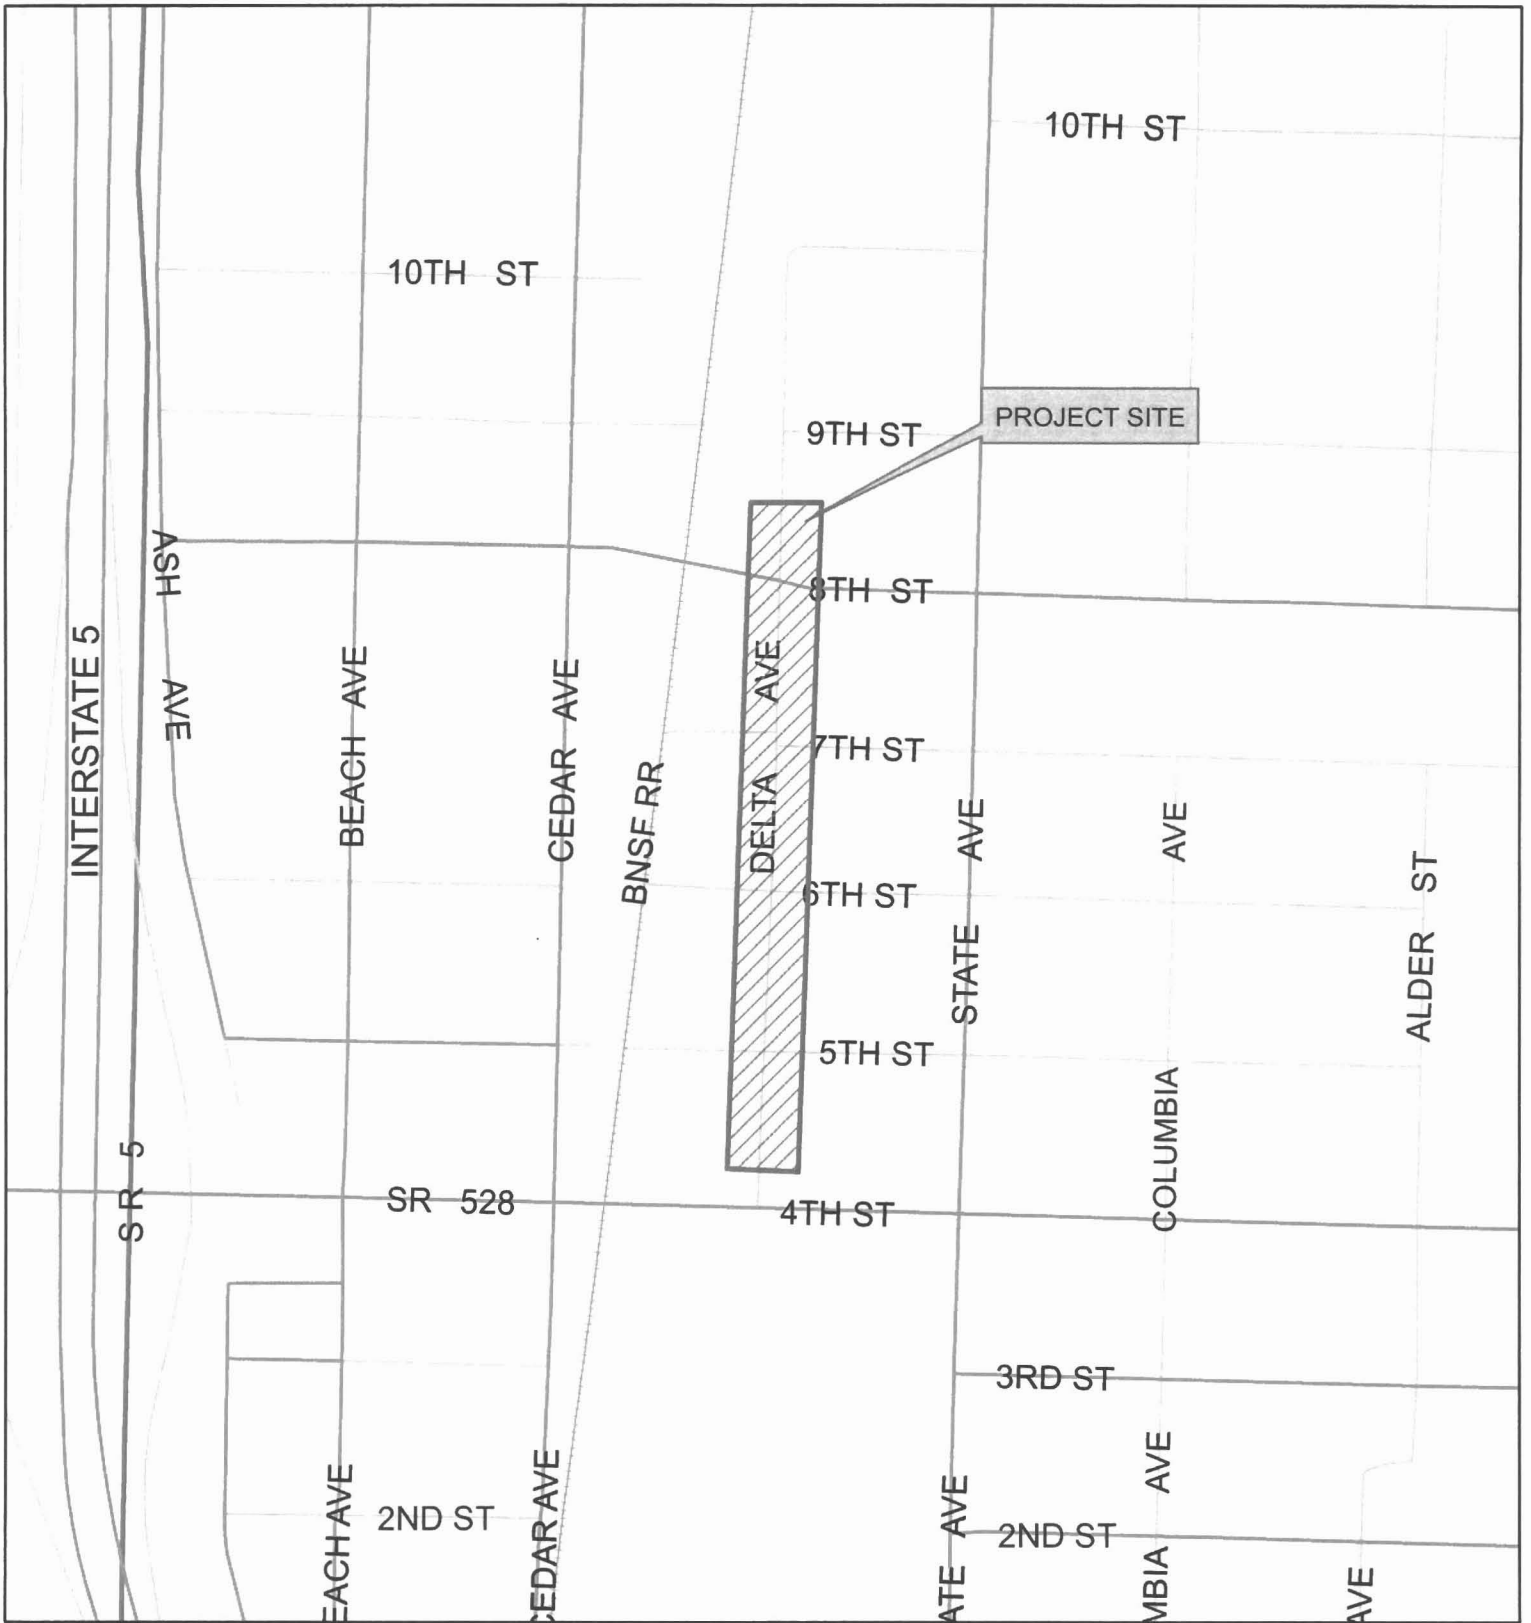 10TH ST
10TH ST
PROJECT SITE
9TH ST
ASH AVE
8TH ST
INTERSTATE 5
BEACH AVE
CEDAR AVE
BNSF RR
DELTA AVE
7TH ST
STATE AVE
COLUMBIA AVE
ALDER ST
6TH ST
5TH ST
SR 5
SR 528
4TH ST
3RD ST
EACH AVE
2ND ST
CEDAR AVE
ATE AVE
2ND ST
MBIA AVE
AVE